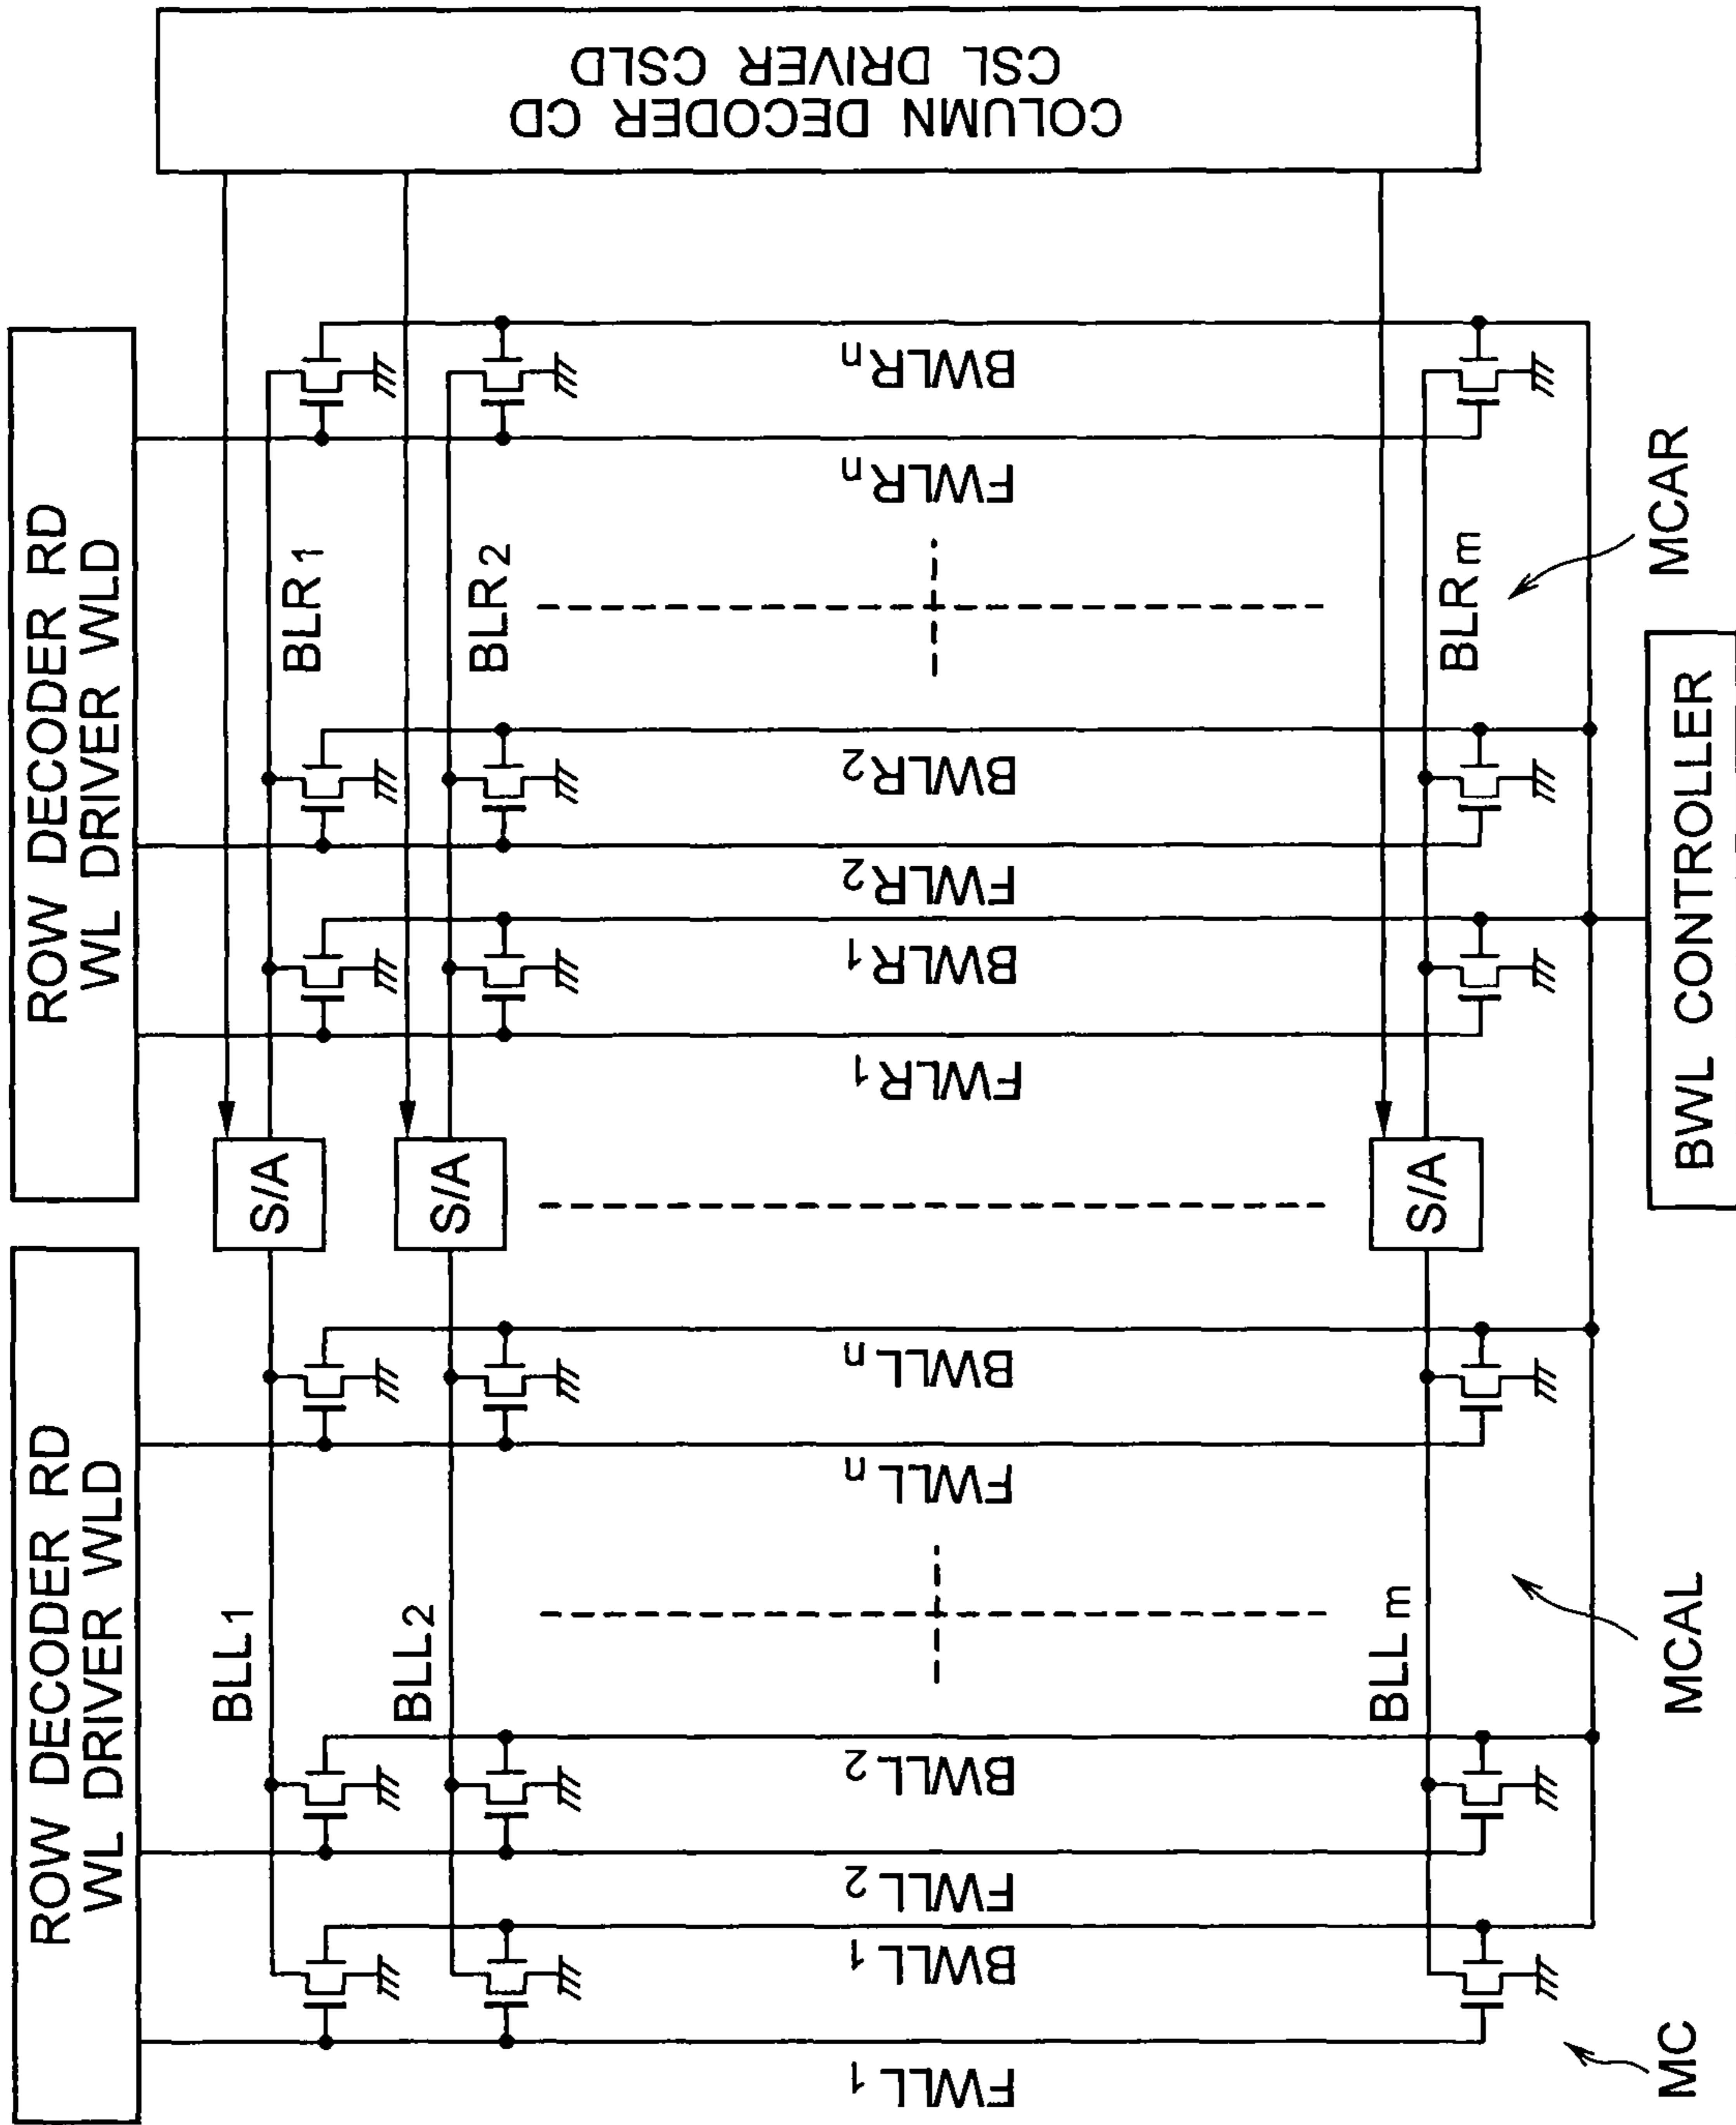 ROW DECODER RD
WL DRIVER WLD
ROW DECODER RD
WL DRIVER WLD
COLUMN DECODER CD
CSL DRIVER CSLD
BLL1
S/A
BLR1
BLL2
S/A
BLR2
FWLL1
BWLL1
FWLL2
BWLL2
FWLLn
BWLLn
FWLR1
BWLR1
FWLR2
BWLR2
FWLRn
BWLRn
BLLm
S/A
BLRm
MC
MCAL
MCAR
BWL CONTROLLER